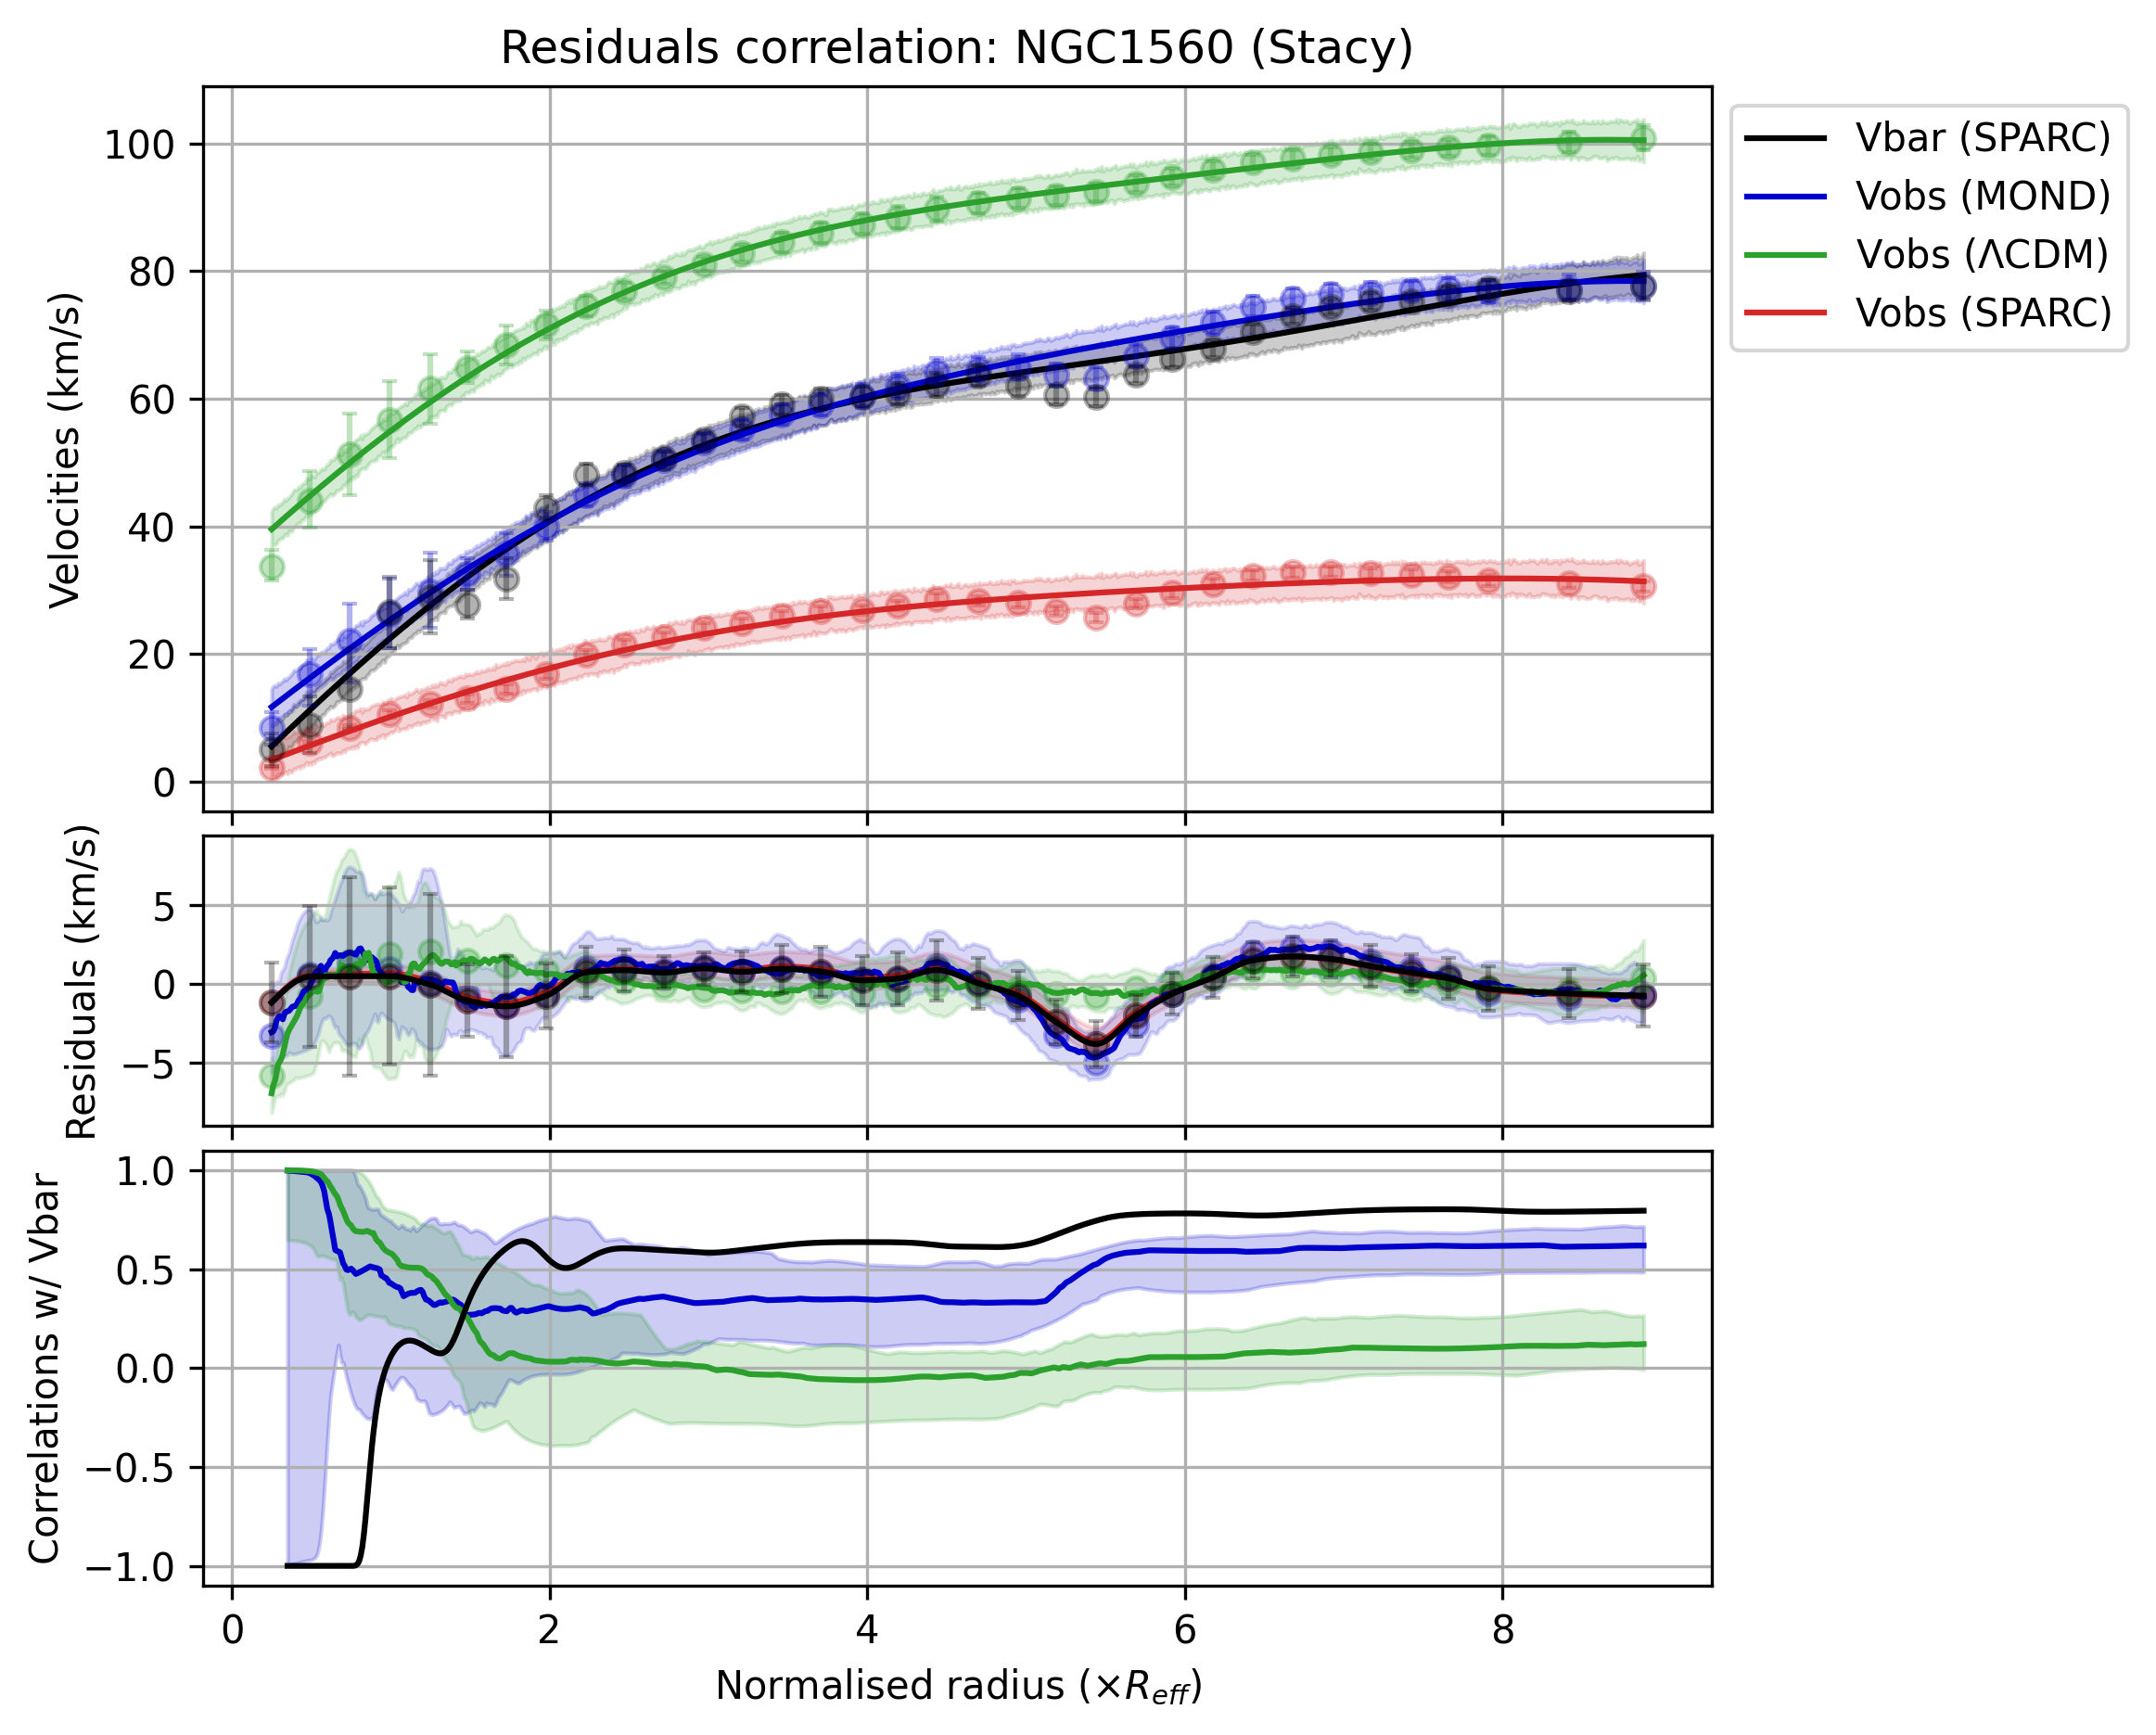 Residuals correlation: NGC1560 (Stacy)
Velocities (km/s)
100
80
60
40
20
0
Vbar (SPARC)
Vobs (MOND)
Vobs (ΛCDM)
Vobs (SPARC)
Residuals (km/s)
5
0
−5
Correlations w/ Vbar
1.0
0.5
0.0
−0.5
−1.0
0 2 4 6 8
Normalised radius (×R_eff)